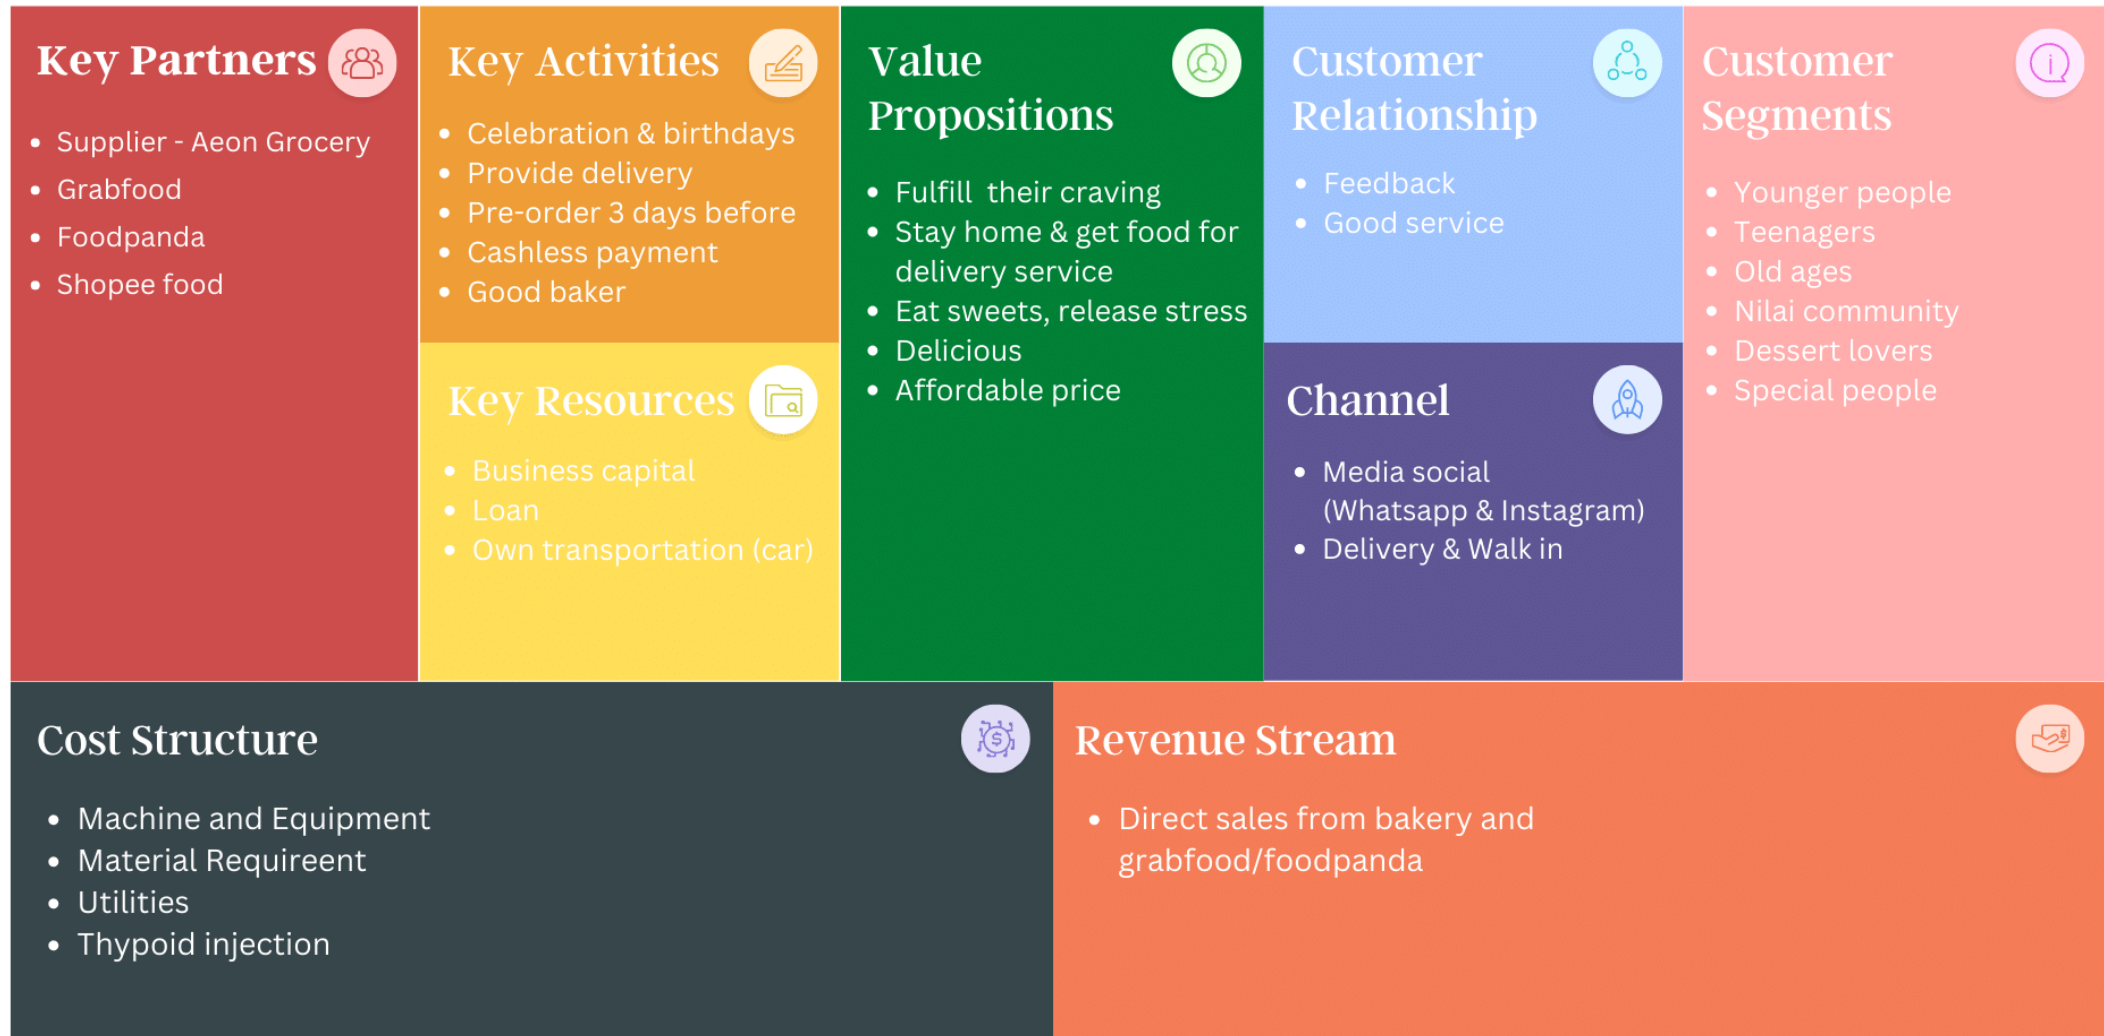 Key Partners
• Supplier - Aeon Grocery
• Grabfood
• Foodpanda
• Shopee food
Key Activities
• Celebration & birthdays
• Provide delivery
• Pre-order 3 days before
• Cashless payment
• Good baker
Key Resources
• Business capital
• Loan
• Own transportation (car)
Value
Propositions
• Fulfill their craving
• Stay home & get food for
delivery service
• Eat sweets, release stress
• Delicious
• Affordable price
Customer
Relationship
• Feedback
• Good service
Channel
• Media social
(Whatsapp & Instagram)
• Delivery & Walk in
Customer
Segments
• Younger people
• Teenagers
• Old ages
• Nilai community
• Dessert lovers
• Special people
Cost Structure
• Machine and Equipment
• Material Requireent
• Utilities
• Thypoid injection
Revenue Stream
• Direct sales from bakery and
grabfood/foodpanda